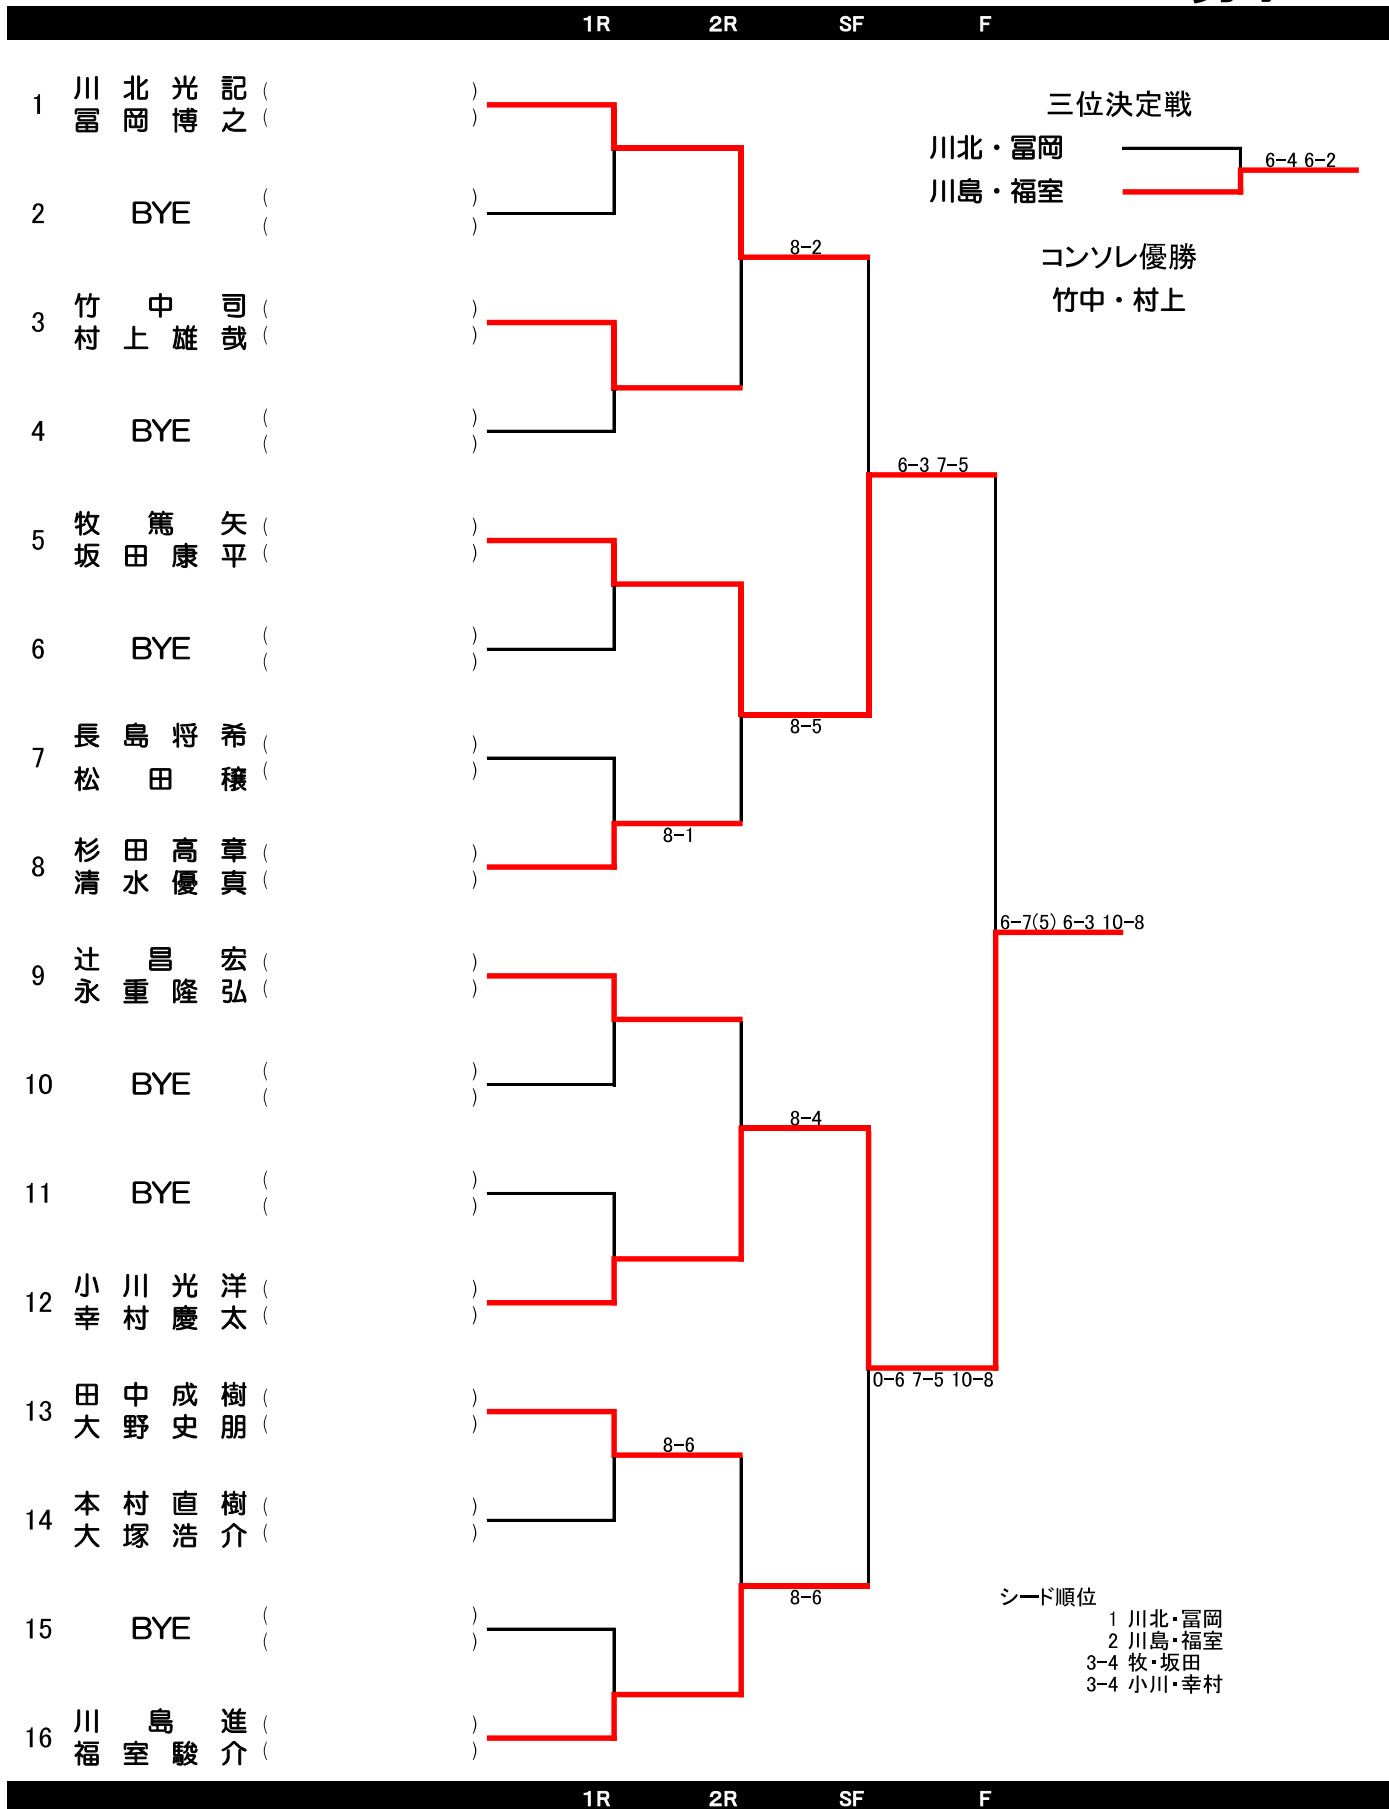 1R 2R SF F
1 川北光記 ( )
冨岡博之 ( )
三位決定戦
川北・冨岡
6-4 6-2
川島・福室
2 BYE ( )
( )
8-2
コンソレ優勝
竹中・村上
3 竹中司 ( )
村上雄哉 ( )
4 BYE ( )
( )
6-3 7-5
5 牧篤矢 ( )
坂田康平 ( )
6 BYE ( )
( )
8-5
7 長島将希 ( )
松田穣 ( )
8-1
8 杉田高章 ( )
清水優真 ( )
6-7(5) 6-3 10-8
9 辻昌宏 ( )
永重隆弘 ( )
10 BYE ( )
( )
8-4
11 BYE ( )
( )
12 小川光洋 ( )
幸村慶太 ( )
0-6 7-5 10-8
13 田中成樹 ( )
大野史朋 ( )
8-6
14 本村直樹 ( )
大塚浩介 ( )
8-6
シード順位
1 川北・冨岡
2 川島・福室
3-4 牧・坂田
3-4 小川・幸村
15 BYE ( )
( )
16 川島進 ( )
福室駿介 ( )
1R 2R SF F